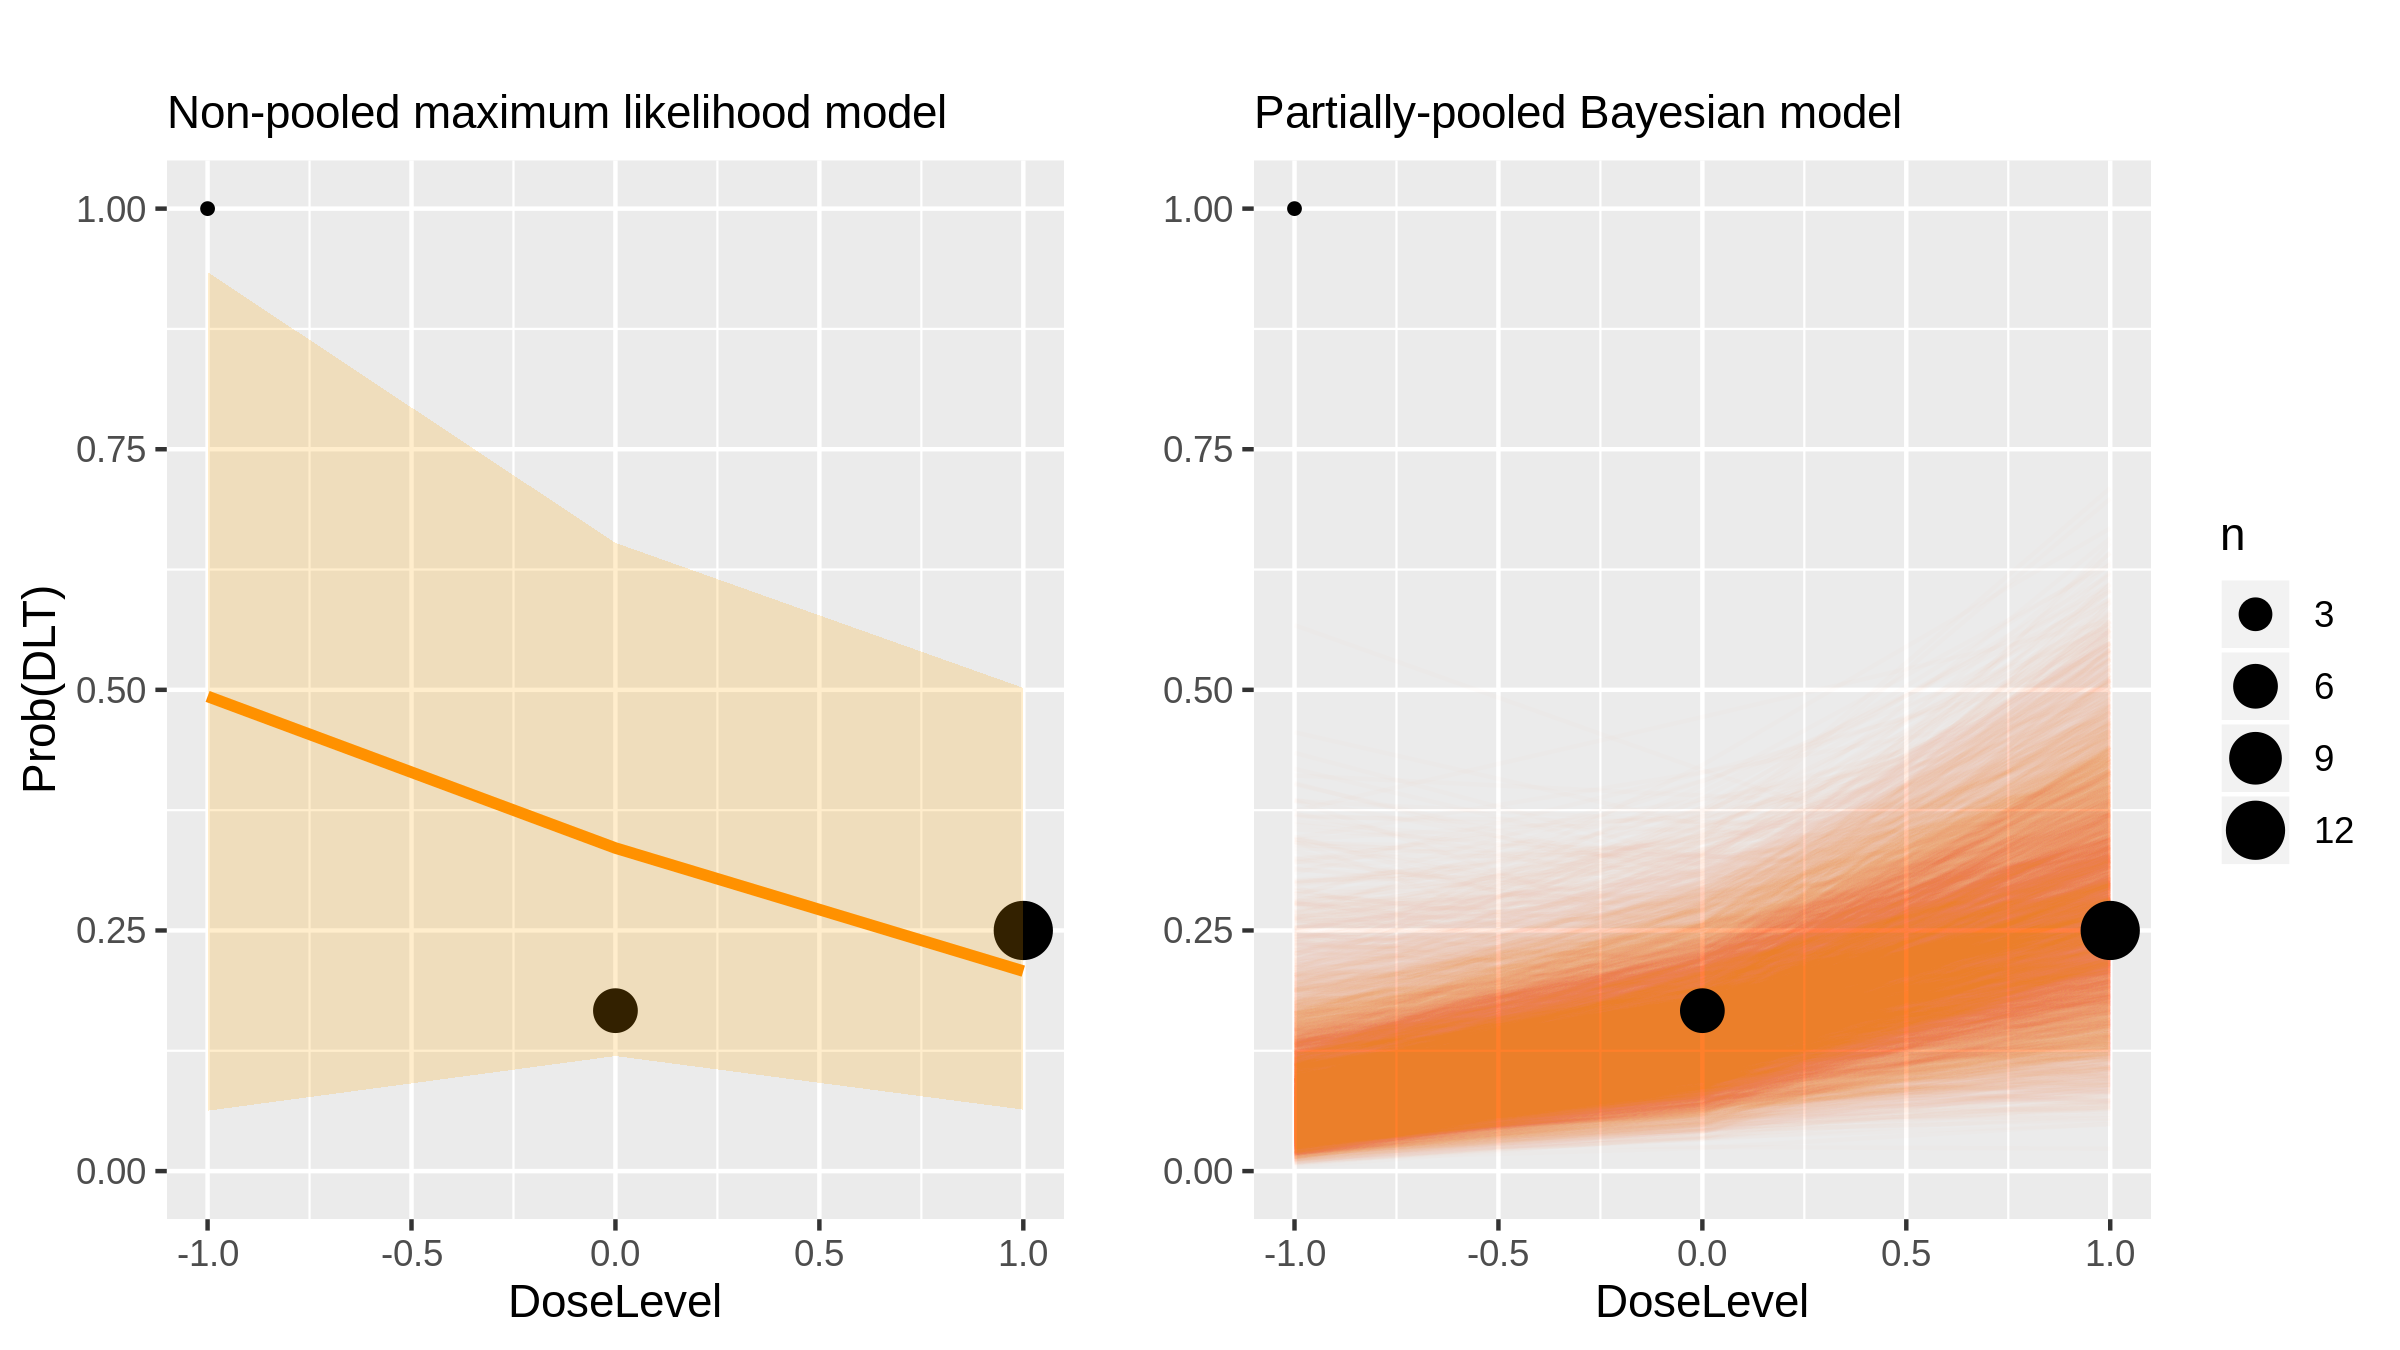 Non-pooled maximum likelihood model
Prob(DLT)
1.00
0.75
0.50
0.25
0.00
-1.0 -0.5 0.0 0.5 1.0
DoseLevel
Partially-pooled Bayesian model
1.00
0.75
0.50
0.25
0.00
-1.0 -0.5 0.0 0.5 1.0
DoseLevel
n
3
6
9
12